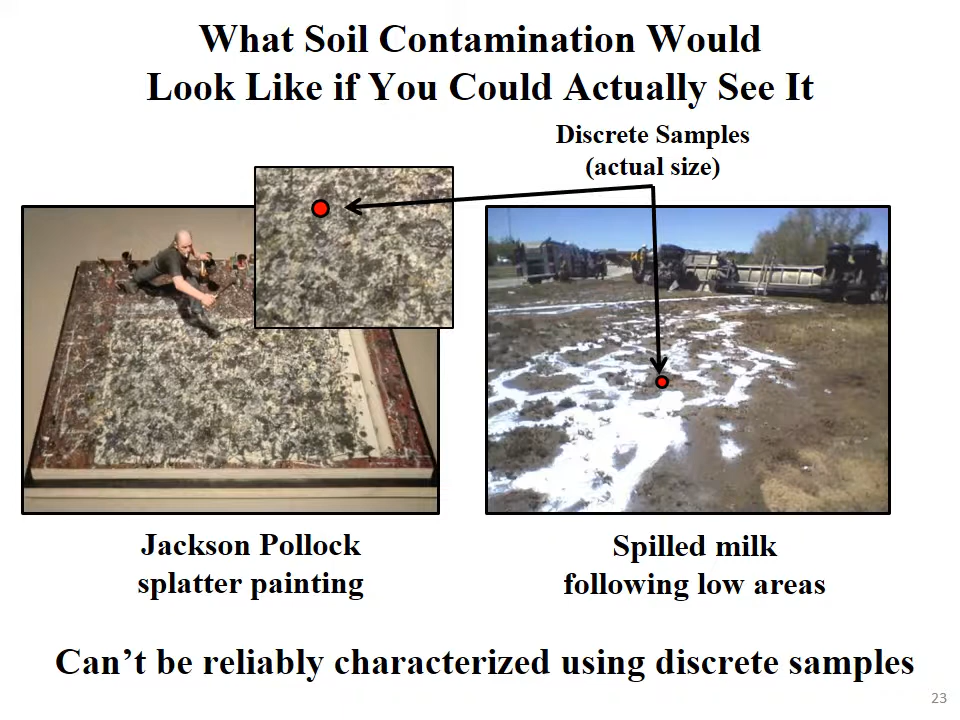 What Soil Contamination Would
Look Like if You Could Actually See It
Discrete Samples
(actual size)
Jackson Pollock
splatter painting
Spilled milk
following low areas
Can’t be reliably characterized using discrete samples
23